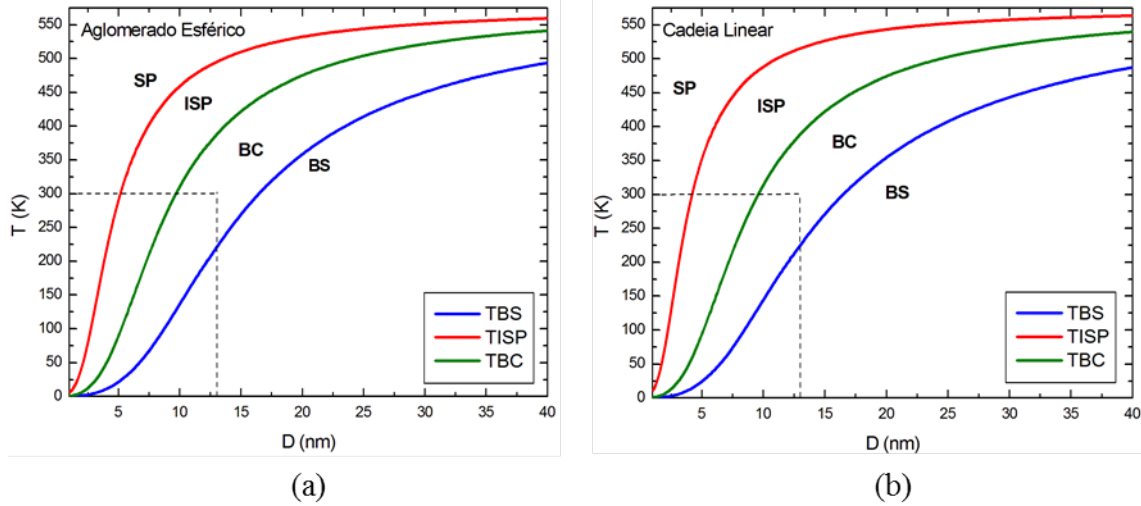 Aglomerado Esférico
SP
ISP
BC
BS
T (K)
550
500
450
400
350
300
250
200
150
100
50
0
5
10
15
20
25
30
35
40
D (nm)
TBS
TISP
TBC
(a)
Cadeia Linear
SP
ISP
BC
BS
T (K)
550
500
450
400
350
300
250
200
150
100
50
0
5
10
15
20
25
30
35
40
D (nm)
TBS
TISP
TBC
(b)